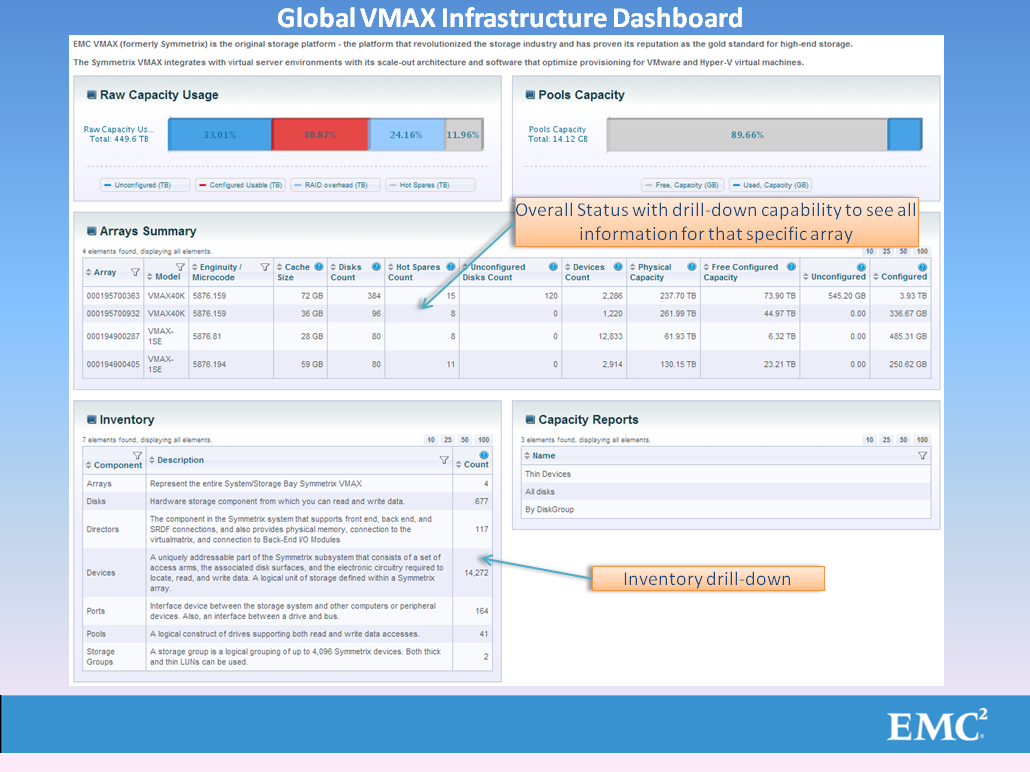 Global VMAX Infrastructure Dashboard
EMC VMAX (formerly Symmetrix) is the original storage platform - the platform that revolutionized the storage industry and has proven its reputation as the gold standard for high-end storage.
The Symmetrix VMAX integrates with virtual server environments with its scale-out architecture and software that optimize provisioning for VMware and Hyper-V virtual machines.
Raw Capacity Usage
Raw Capacity Us...
Total: 449.6 TB
33.01% 30.87% 24.16% 11.96%
Unconfigured (TB) Configured Usable (TB) RAID overhead (TB) Hot Spares (TB)
Pools Capacity
Pools Capacity
Total: 14.12 GB
89.66%
Free, Capacity (GB) Used, Capacity (GB)
Overall Status with drill-down capability to see all
information for that specific array
Arrays Summary
4 elements found, displaying all elements.
10 25 50 100
Array Model Enginuity / Microcode Cache Size Disks Count Hot Spares Count Unconfigured Disks Count Devices Count Physical Capacity Free Configured Capacity Unconfigured Configured
000195700363 VMAX40K 5876.159 72 GB 384 15 120 2,286 237.70 TB 73.90 TB 545.20 GB 3.93 TB
000195700932 VMAX40K 5876.159 36 GB 96 8 0 1,220 261.99 TB 44.97 TB 0.00 336.67 GB
000194900287 VMAX-1SE 5876.81 28 GB 80 8 0 12,833 61.93 TB 6.32 TB 0.00 485.31 GB
000194900405 VMAX-1SE 5876.194 59 GB 80 11 0 2,914 130.15 TB 23.21 TB 0.00 250.62 GB
Inventory
7 elements found, displaying all elements.
10 25 50 100
Component Description Count
Arrays Represent the entire System/Storage Bay Symmetrix VMAX 4
Disks Hardware storage component from which you can read and write data. 677
Directors The component in the Symmetrix system that supports front end, back end, and
SRDF connections, and also provides physical memory, connection to the
virtualmatrix, and connection to Back-End I/O Modules 117
Devices A uniquely addressable part of the Symmetrix subsystem that consists of a set of
access arms, the associated disk surfaces, and the electronic circuitry required to
locate, read, and write data. A logical unit of storage defined within a Symmetrix
array. 14,272
Ports Interface device between the storage system and other computers or peripheral
devices. Also, an interface between a drive and bus. 164
Pools A logical construct of drives supporting both read and write data accesses. 41
Storage Groups A storage group is a logical grouping of up to 4,096 Symmetrix devices. Both thick
and thin LUNs can be used. 2
Capacity Reports
3 elements found, displaying all elements.
10 25 50 100
Name
Thin Devices
All disks
By DiskGroup
Inventory drill-down
EMC²